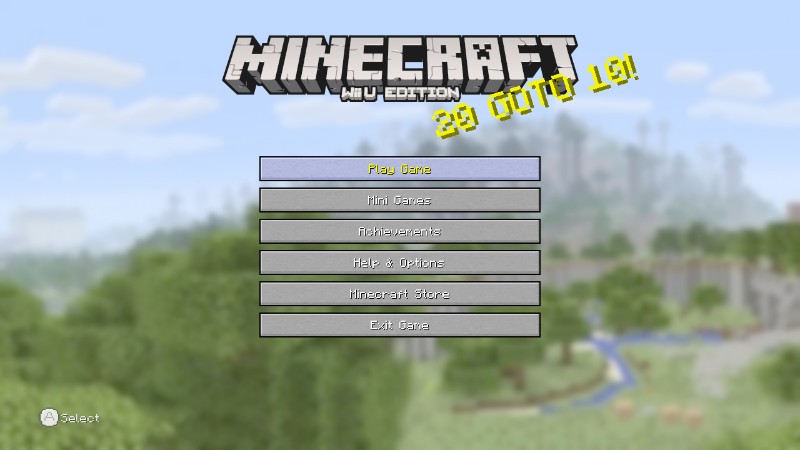 MINECRAFT
Wii U EDITION
20 GOTO 10!
Play Game
Mini Games
Achievements
Help & Options
Minecraft Store
Exit Game
A Select